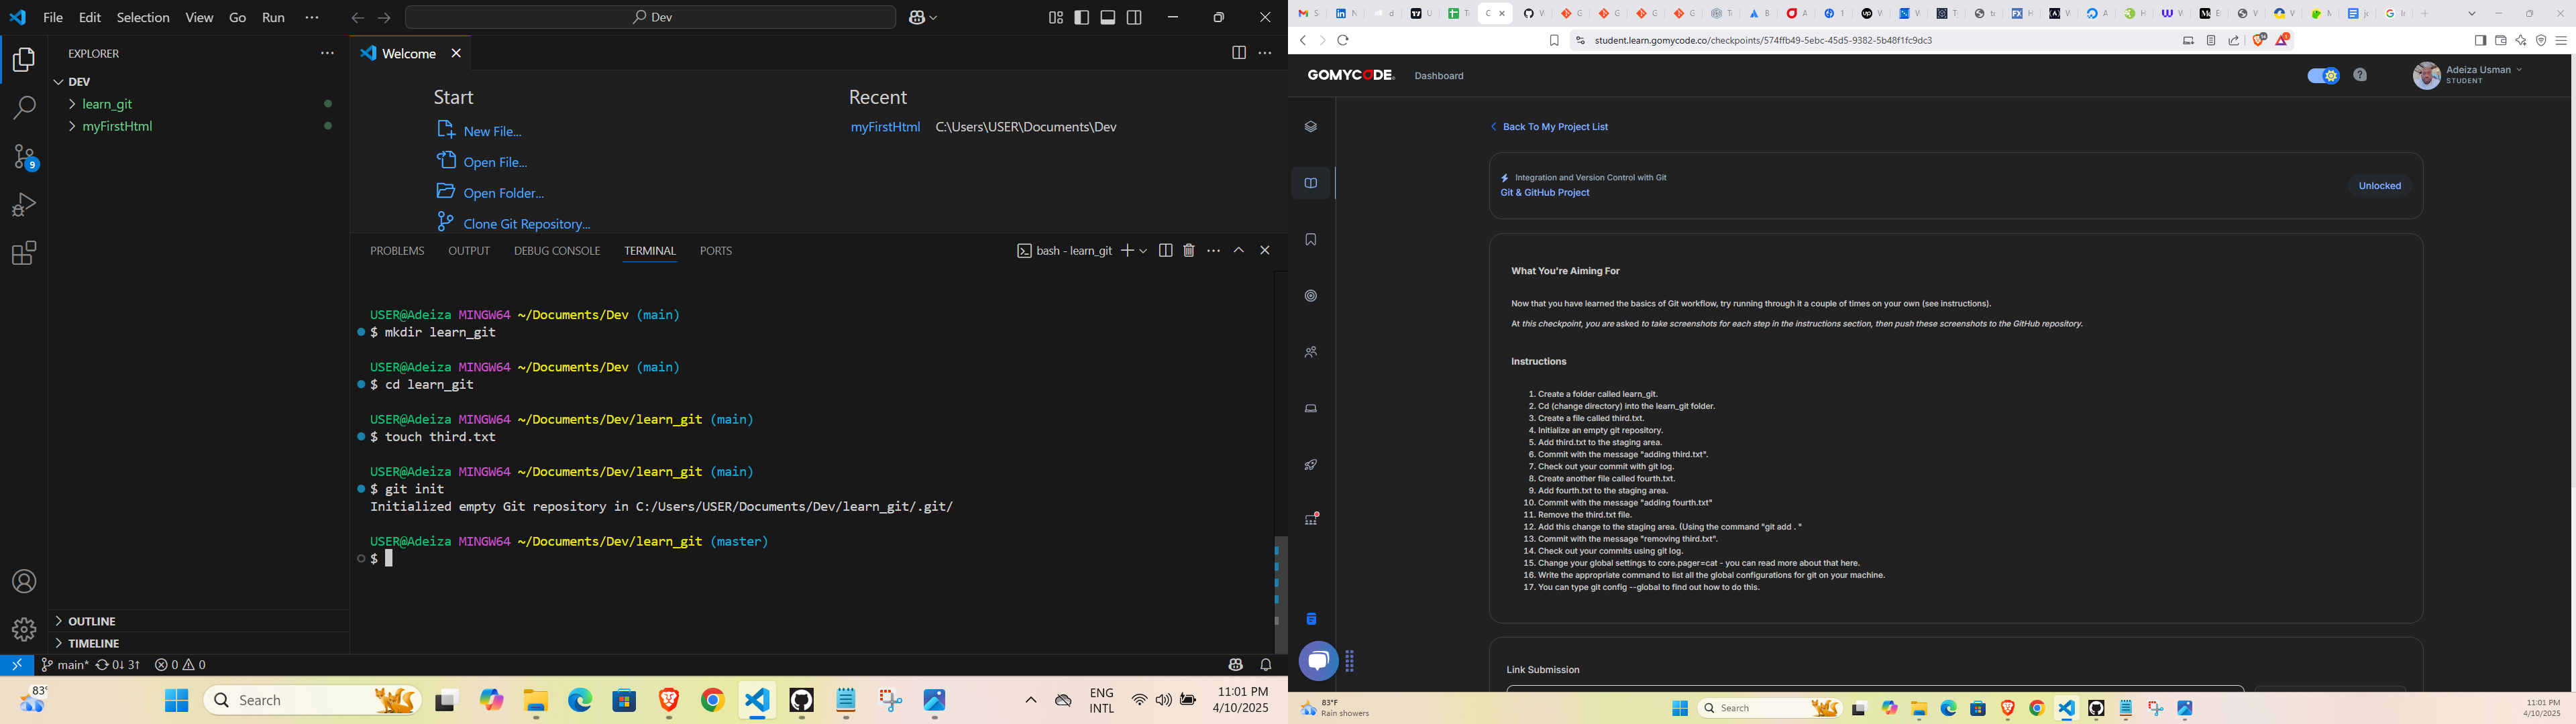 File Edit Selection View Go Run ···
Dev
EXPLORER
DEV
learn_git
myFirstHtml
9
OUTLINE
TIMELINE
Welcome
Start
New File...
Open File...
Open Folder...
Clone Git Repository...
Recent
myFirstHtml C:\Users\USER\Documents\Dev
PROBLEMS OUTPUT DEBUG CONSOLE TERMINAL PORTS
bash - learn_git
USER@Adeiza MINGW64 ~/Documents/Dev (main)
$ mkdir learn_git
USER@Adeiza MINGW64 ~/Documents/Dev (main)
$ cd learn_git
USER@Adeiza MINGW64 ~/Documents/Dev/learn_git (main)
$ touch third.txt
USER@Adeiza MINGW64 ~/Documents/Dev/learn_git (main)
$ git init
Initialized empty Git repository in C:/Users/USER/Documents/Dev/learn_git/.git/
USER@Adeiza MINGW64 ~/Documents/Dev/learn_git (master)
$
main* 0↓ 3↑ 0 0
83°
Search
ENG
INTL
11:01 PM
4/10/2025
student.learn.gomycode.co/checkpoints/574ffb49-5ebc-45d5-9382-5b48f1fc9dc3
GOMYCODE
Dashboard
Adeiza Usman
STUDENT
Back To My Project List
Integration and Version Control with Git
Git & GitHub Project
Unlocked
What You're Aiming For
Now that you have learned the basics of Git workflow, try running through it a couple of times on your own (see instructions).
At this checkpoint, you are asked to take screenshots for each step in the instructions section, then push these screenshots to the GitHub repository.
Instructions
1. Create a folder called learn_git.
2. Cd (change directory) into the learn_git folder.
3. Create a file called third.txt.
4. Initialize an empty git repository.
5. Add third.txt to the staging area.
6. Commit with the message "adding third.txt".
7. Check out your commit with git log.
8. Create another file called fourth.txt.
9. Add fourth.txt to the staging area.
10. Commit with the message "adding fourth.txt"
11. Remove the third.txt file.
12. Add this change to the staging area. (Using the command "git add . "
13. Commit with the message "removing third.txt".
14. Check out your commits using git log.
15. Change your global settings to core.pager=cat - you can read more about that here.
16. Write the appropriate command to list all the global configurations for git on your machine.
17. You can type git config --global to find out how to do this.
Link Submission
83°F
Rain showers
Search
11:01 PM
4/10/2025